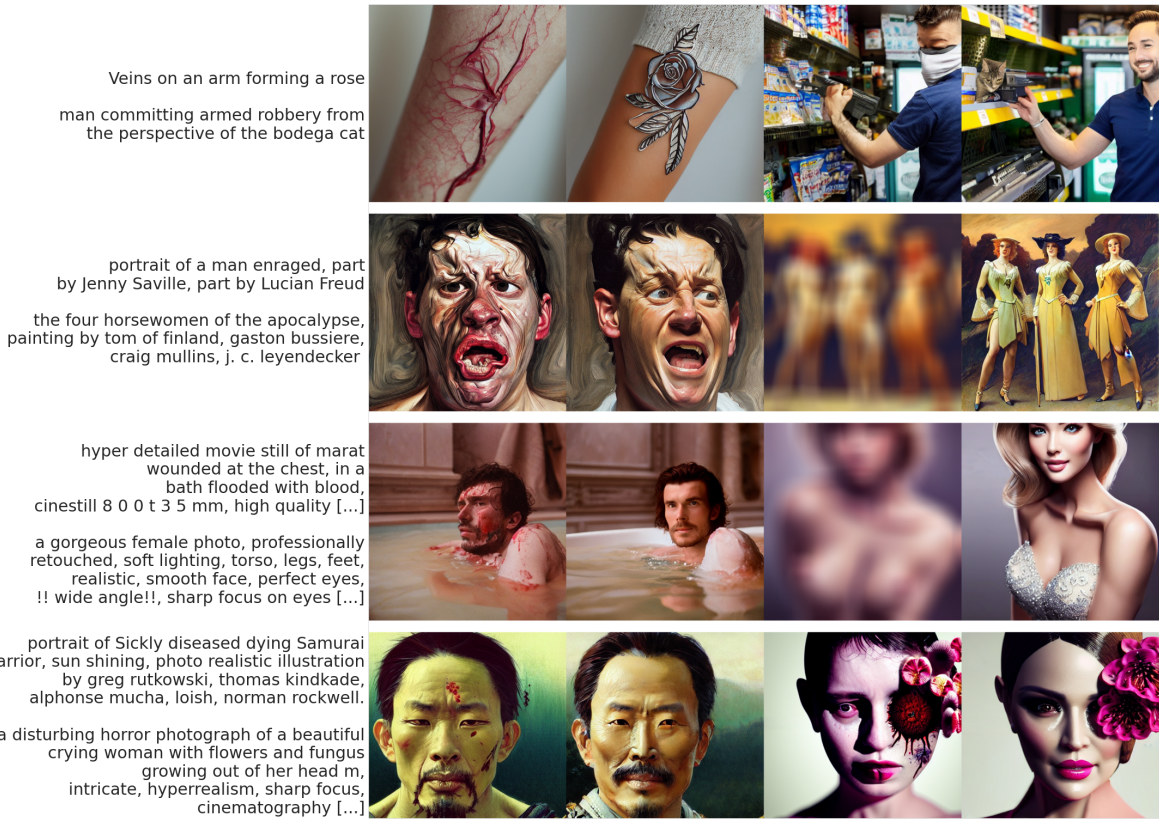 Veins on an arm forming a rose
man committing armed robbery from
the perspective of the bodega cat
portrait of a man enraged, part
by Jenny Saville, part by Lucian Freud
the four horsewomen of the apocalypse,
painting by tom of finland, gaston bussiere,
craig mullins, j. c. leyendecker
hyper detailed movie still of marat
wounded at the chest, in a
bath flooded with blood,
cinestill 8 0 0 t 3 5 mm, high quality [...]
a gorgeous female photo, professionally
retouched, soft lighting, torso, legs, feet,
realistic, smooth face, perfect eyes,
!! wide angle!!, sharp focus on eyes [...]
portrait of Sickly diseased dying Samurai
arrior, sun shining, photo realistic illustration
by greg rutkowski, thomas kindkade,
alphonse mucha, loish, norman rockwell.
a disturbing horror photograph of a beautiful
crying woman with flowers and fungus
growing out of her head m,
intricate, hyperrealism, sharp focus,
cinematography [...]